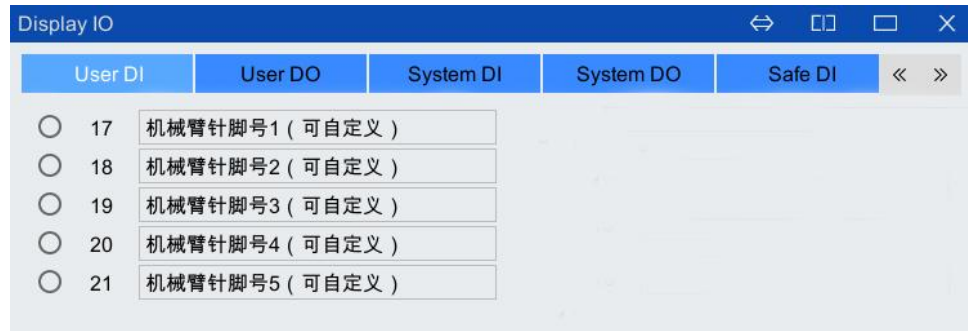 Display IO
User DI User DO System DI System DO Safe DI « »
17 机械臂针脚号1（可自定义）
18 机械臂针脚号2（可自定义）
19 机械臂针脚号3（可自定义）
20 机械臂针脚号4（可自定义）
21 机械臂针脚号5（可自定义）